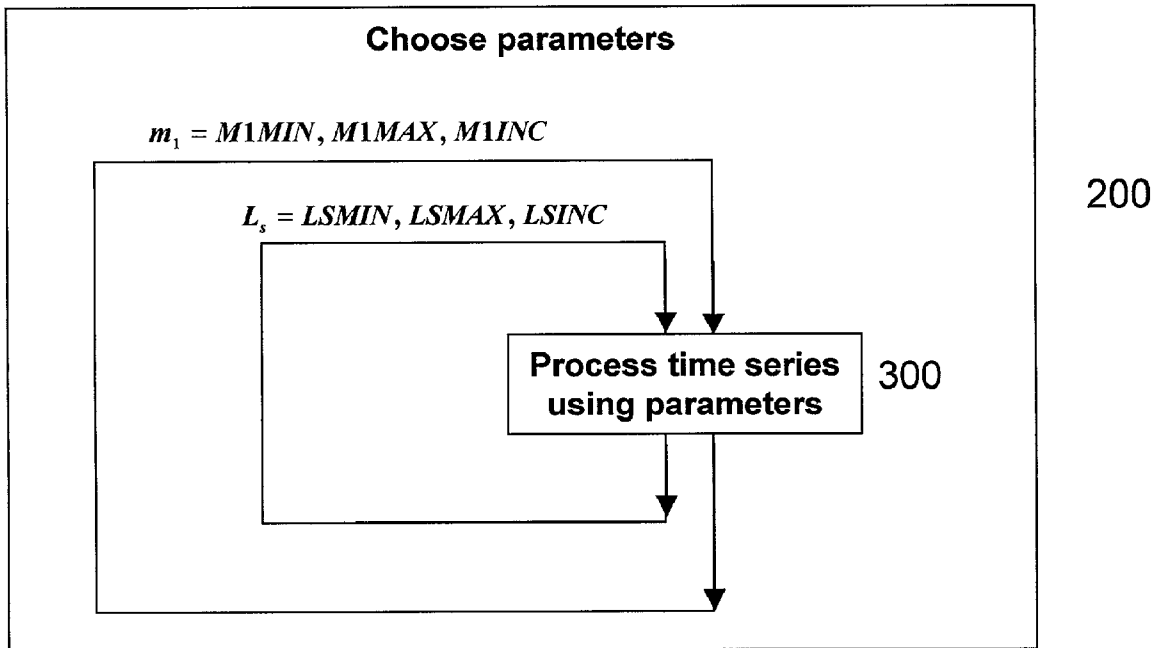 Choose parameters
m₁ = M1MIN, M1MAX, M1INC
200
Lₛ = LSMIN, LSMAX, LSINC
Process time series
using parameters
300